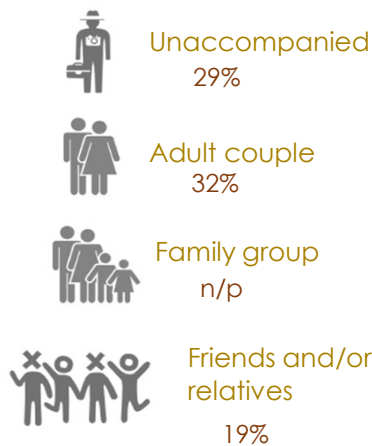 Unaccompanied
29%
Adult couple
32%
Family group
n/p
Friends and/or
relatives
19%